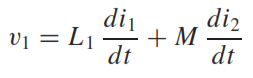 v₁ = L₁ di₁/dt + M di₂/dt